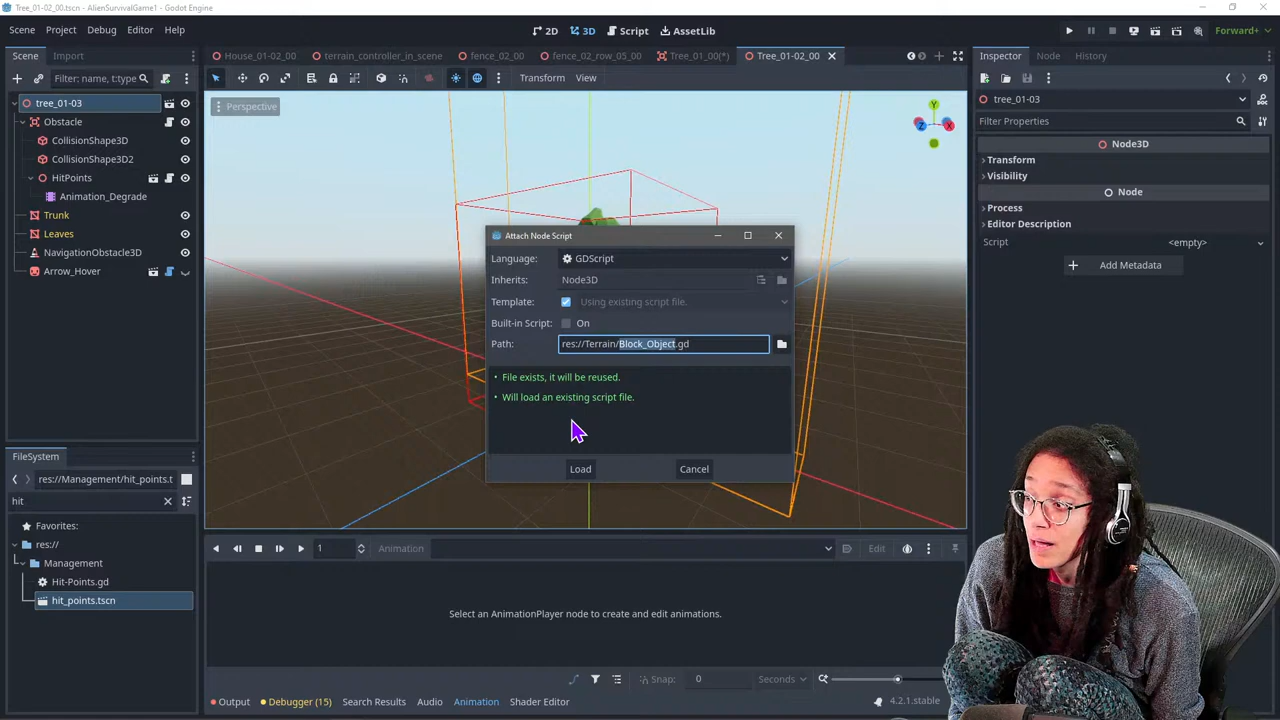 Tree_01-02_00.tscn - AlienSurvivalGame1 - Godot Engine
Scene Project Debug Editor Help
2D 3D Script AssetLib
Forward+
Scene Import
House_01-02_00 terrain_controller_in_scene fence_02_00 fence_02_row_05_00 Tree_01_00(*) Tree_01-02_00
Inspector Node History
Filter: name, t:type
Transform View
tree_01-03
Perspective
Y
Z X
tree_01-03
Filter Properties
Obstacle
CollisionShape3D
CollisionShape3D2
HitPoints
Animation_Degrade
Trunk
Leaves
NavigationObstacle3D
Arrow_Hover
Node3D
Transform
Visibility
Node
Process
Editor Description
Script <empty>
Add Metadata
Attach Node Script
Language: GDScript
Inherits: Node3D
Template: Using existing script file.
Built-in Script: On
Path: res://Terrain/Block_Object.gd
• File exists, it will be reused.
• Will load an existing script file.
Load Cancel
FileSystem
res://Management/hit_points.t
hit
Favorites:
res://
Management
Hit-Points.gd
hit_points.tscn
1 Animation Edit
Select an AnimationPlayer node to create and edit animations.
Snap: 0 Seconds
Output Debugger (15) Search Results Audio Animation Shader Editor 4.2.1.stable